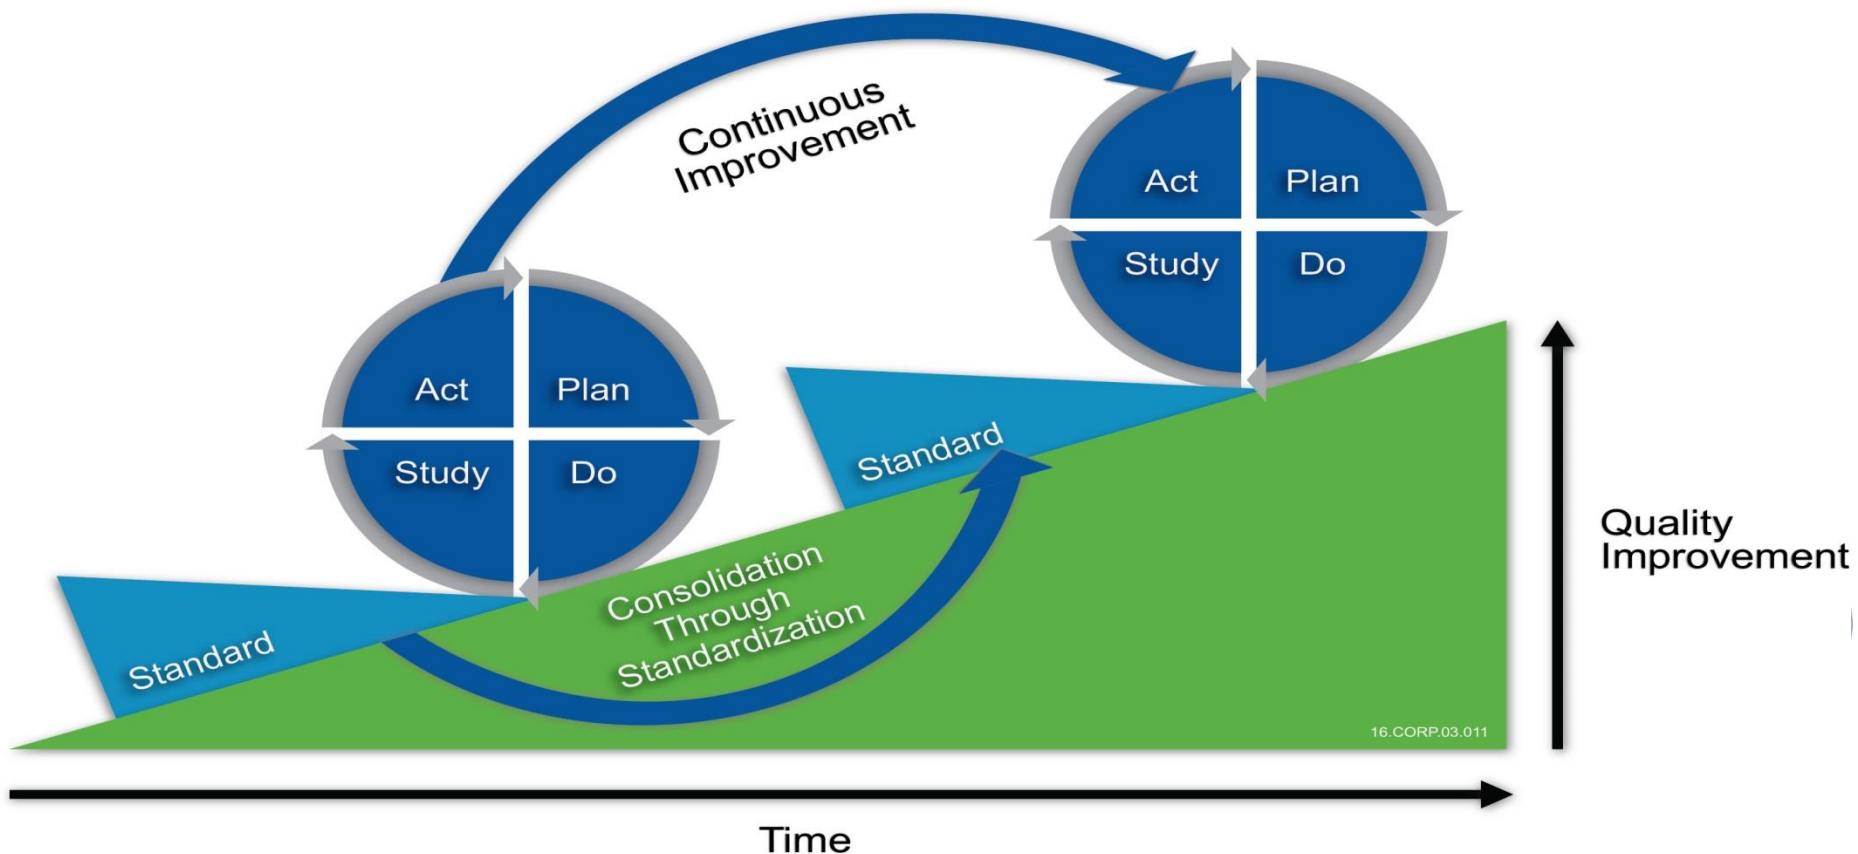 Continuous
Improvement
Act
Plan
Study
Do
Act
Plan
Study
Do
Standard
Standard
Consolidation
Through
Standardization
Quality
Improvement
16.CORP.03.011
Time